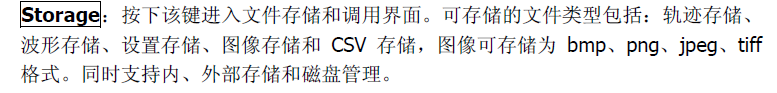 Storage：按下该键进入文件存储和调用界面。可存储的文件类型包括：轨迹存储、
波形存储、设置存储、图像存储和 CSV 存储，图像可存储为 bmp、png、jpeg、tiff
格式。同时支持内、外部存储和磁盘管理。